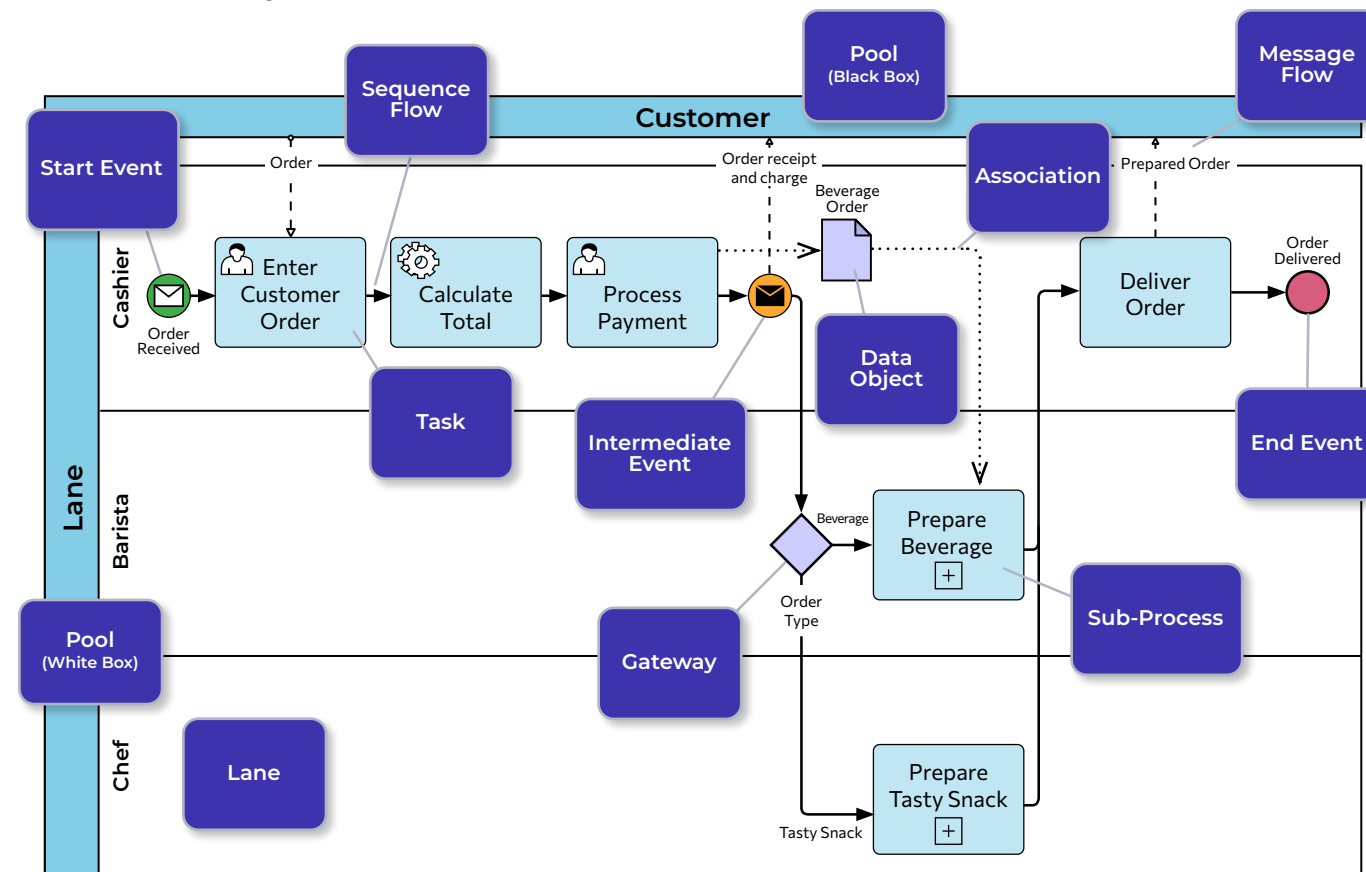 Pool
(Black Box)
Message
Flow
Sequence
Flow
Customer
Start Event
Order
Order receipt
and charge
Association
Prepared Order
Beverage
Order
Cashier
Enter
Customer
Order
Calculate
Total
Process
Payment
Deliver
Order
Order
Delivered
Order
Received
Data
Object
Task
Intermediate
Event
End Event
Lane
Barista
Beverage
Prepare
Beverage
Order
Type
Sub-Process
Pool
(White Box)
Gateway
Chef
Lane
Prepare
Tasty Snack
Tasty Snack